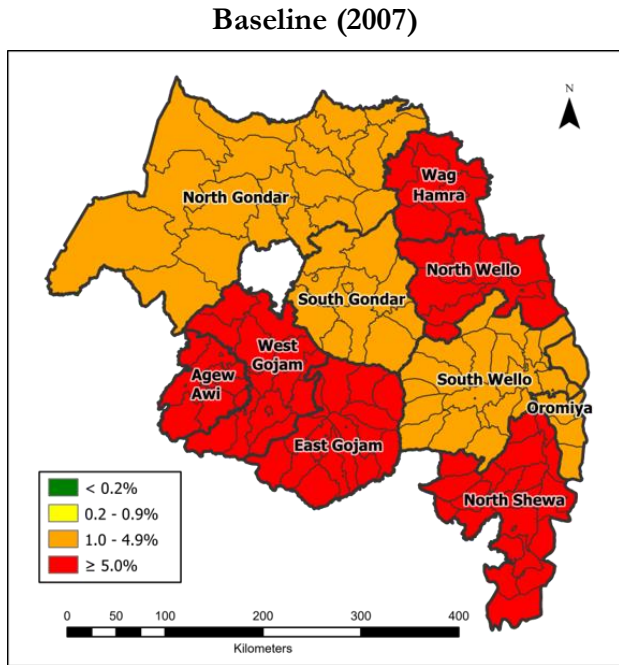 Baseline (2007)
N
Wag
Hamra
North Gondar
North Wello
South Gondar
West
Gojam
Agew
Awi
South Wello
Oromiya
East Gojam
North Shewa
< 0.2%
0.2 - 0.9%
1.0 - 4.9%
≥ 5.0%
0 50 100 200 300 400
Kilometers